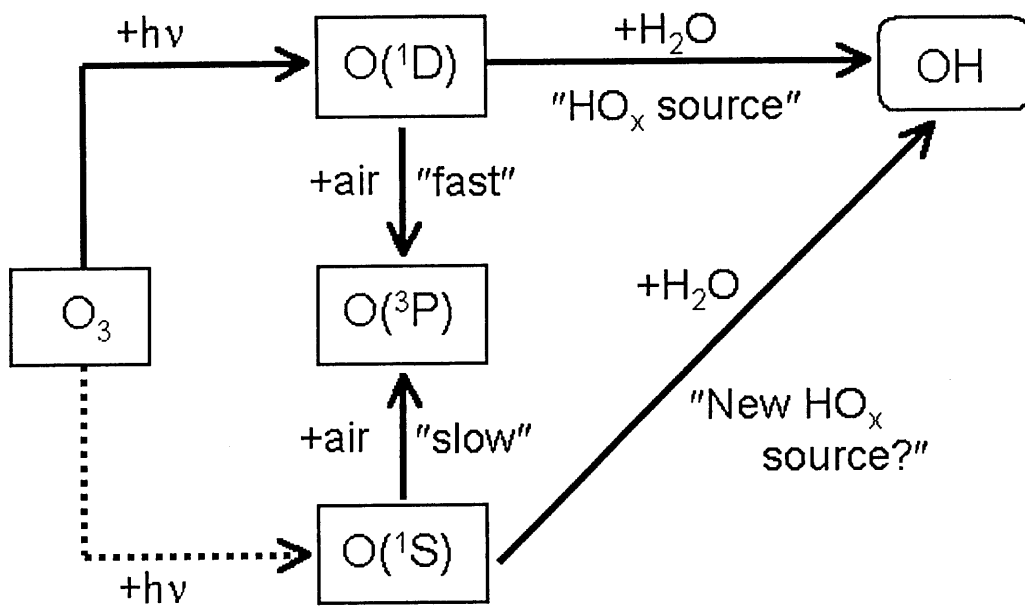 +hν
O(¹D)
+H₂O
"HOₓ source"
OH
+air "fast"
O₃
O(³P)
+H₂O
+air "slow"
"New HOₓ
source?"
O(¹S)
+hν